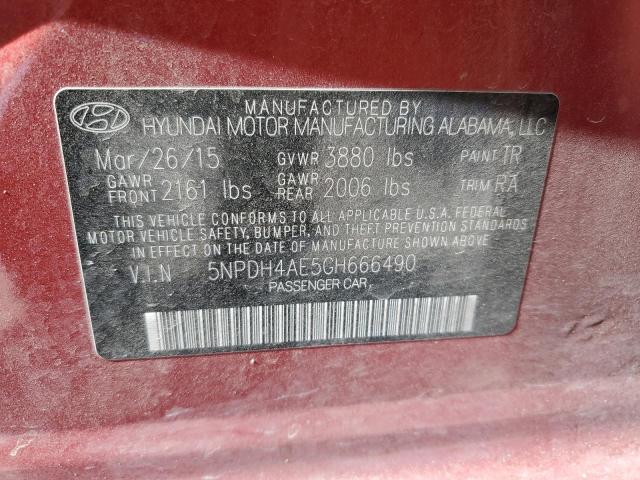 MANUFACTURED BY
HYUNDAI MOTOR MANUFACTURING ALABAMA, LLC
Mar/26/15 GVWR 3880 lbs PAINT TR
GAWR FRONT 2161 lbs GAWR REAR 2006 lbs TRIM RA
THIS VEHICLE CONFORMS TO ALL APPLICABLE U.S.A. FEDERAL
MOTOR VEHICLE SAFETY, BUMPER, AND THEFT PREVENTION
STANDARDS IN EFFECT ON THE DATE OF MANUFACTURE SHOWN ABOVE.
V.I.N 5NPDH4AE5GH666490
PASSENGER CAR